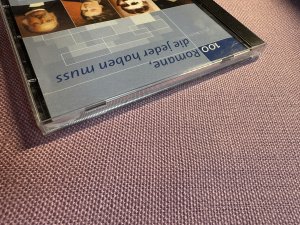 100 Romane,
die jeder haben muss